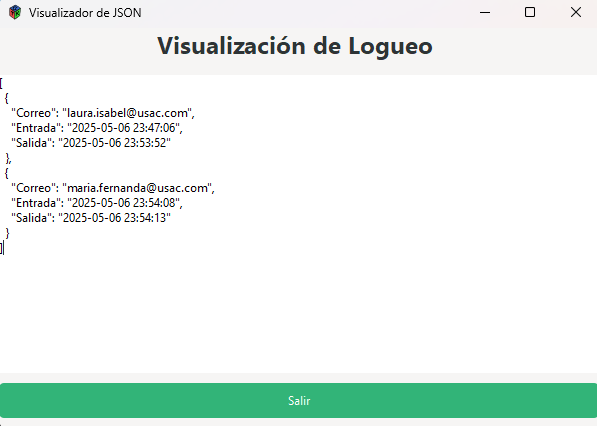 Visualizador de JSON
Visualización de Logueo
[
  {
    "Correo": "laura.isabel@usac.com",
    "Entrada": "2025-05-06 23:47:06",
    "Salida": "2025-05-06 23:53:52"
  },
  {
    "Correo": "maria.fernanda@usac.com",
    "Entrada": "2025-05-06 23:54:08",
    "Salida": "2025-05-06 23:54:13"
  }
]
Salir